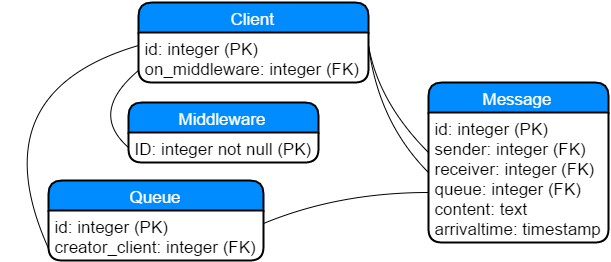 Client
id: integer (PK)
on_middleware: integer (FK)
Middleware
ID: integer not null (PK)
Queue
id: integer (PK)
creator_client: integer (FK)
Message
id: integer (PK)
sender: integer (FK)
receiver: integer (FK)
queue: integer (FK)
content: text
arrivaltime: timestamp